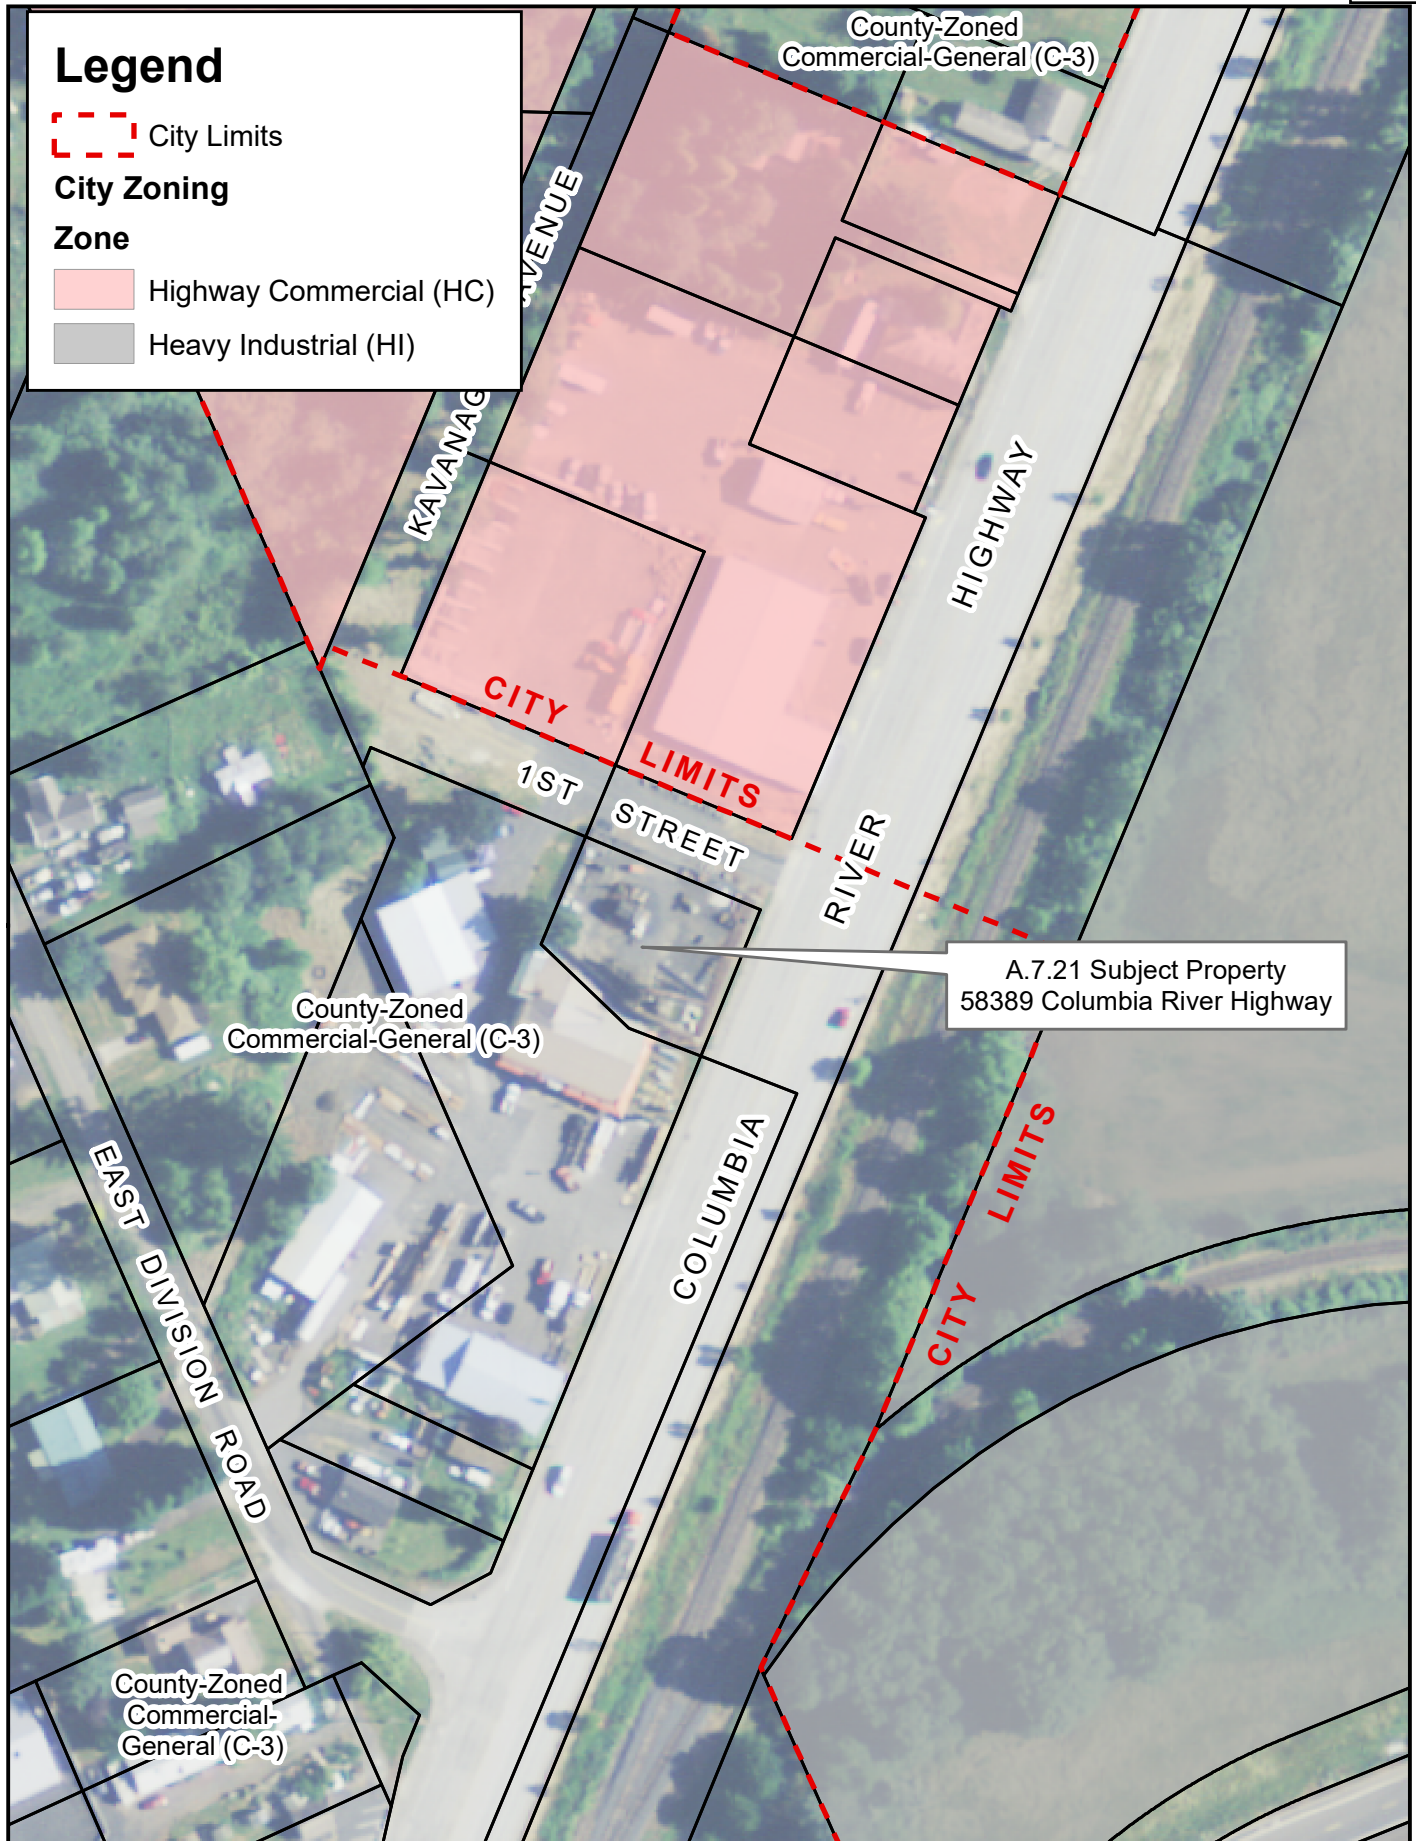 County-Zoned
Commercial-General (C-3)
Legend
City Limits
City Zoning
Zone
Highway Commercial (HC)
Heavy Industrial (HI)
AVENUE
KAVANAG
HIGHWAY
CITY LIMITS
1ST STREET
RIVER
A.7.21 Subject Property
58389 Columbia River Highway
County-Zoned
Commercial-General (C-3)
COLUMBIA
CITY LIMITS
EAST DIVISION ROAD
County-Zoned
Commercial-
General (C-3)